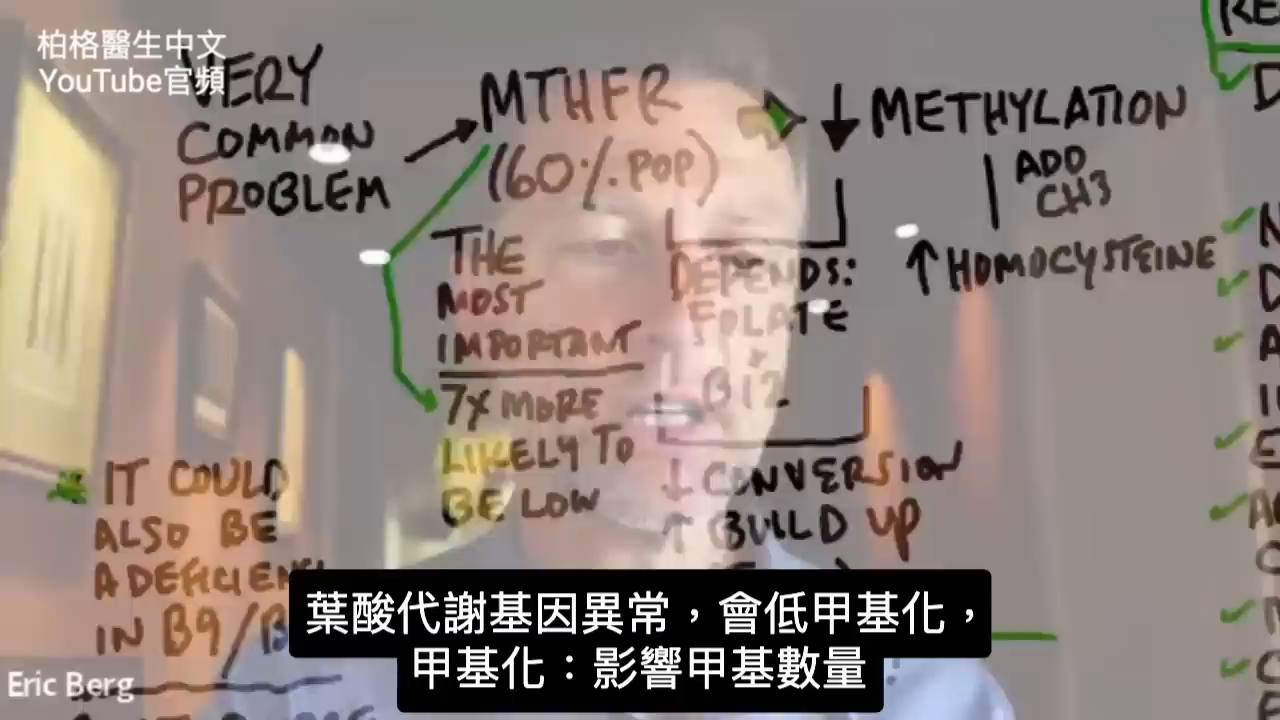 柏格醫生中文
YouTube官頻
VERY
COMMON
PROBLEM
MTHFR
(60%.POP)
↓ METHYLATION
ADD
CH3
↑ HOMOCYSTEINE
THE
MOST
IMPORTANT
7X MORE
LIKELY TO
BE LOW
DEPENDS:
FOLATE
B12
↓ CONVERSION
↑ BUILD UP
IT COULD
ALSO BE
A DEFICIEN
IN B9/B
葉酸代謝基因異常，會低甲基化，
甲基化：影響甲基數量
Eric Berg